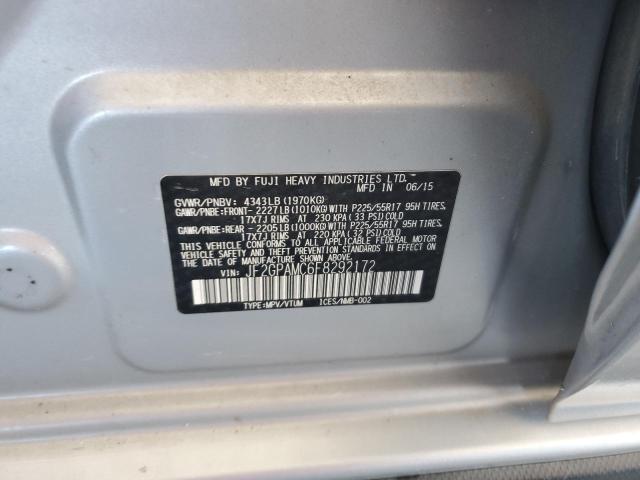 MFD BY FUJI HEAVY INDUSTRIES LTD.
MFD IN 06/15
GVWR/PNBV: 4343LB(1970KG)
GAWR/PNBE:FRONT- 2227LB(1010KG)WITH P225/55R17 95H TIRES,
17X7J RIMS AT 230 KPA(33 PSI)COLD
GAWR/PNBE:REAR - 2205LB(1000KG)WITH P225/55R17 95H TIRES,
17X7J RIMS AT 220 KPA(32 PSI)COLD
THIS VEHICLE CONFORMS TO ALL APPLICABLE FEDERAL MOTOR
VEHICLE SAFETY STANDARDS IN EFFECT ON THE DATE OF
MANUFACTURE SHOWN ABOVE.
VIN: JF2GPAMC6F8292172
TYPE:MPV/VTUM ICES/NMB-002